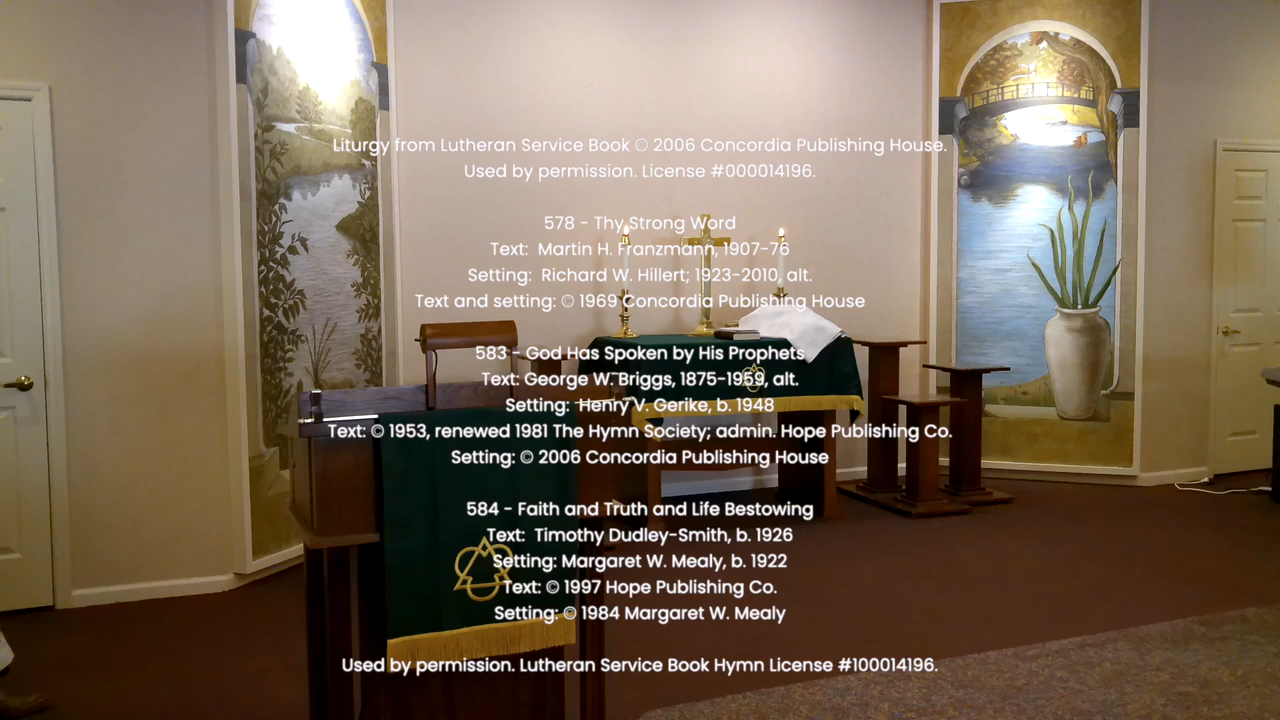 Liturgy from Lutheran Service Book © 2006 Concordia Publishing House.
Used by permission. License #000014196.
578 - Thy Strong Word
Text: Martin H. Franzmann, 1907-76
Setting: Richard W. Hillert; 1923-2010, alt.
Text and setting: © 1969 Concordia Publishing House
583 - God Has Spoken by His Prophets
Text: George W. Briggs, 1875-1959, alt.
Setting: Henry V. Gerike, b. 1948
Text: © 1953, renewed 1981 The Hymn Society; admin. Hope Publishing Co.
Setting: © 2006 Concordia Publishing House
584 - Faith and Truth and Life Bestowing
Text: Timothy Dudley-Smith, b. 1926
Setting: Margaret W. Mealy, b. 1922
Text: © 1997 Hope Publishing Co.
Setting: © 1984 Margaret W. Mealy
Used by permission. Lutheran Service Book Hymn License #100014196.